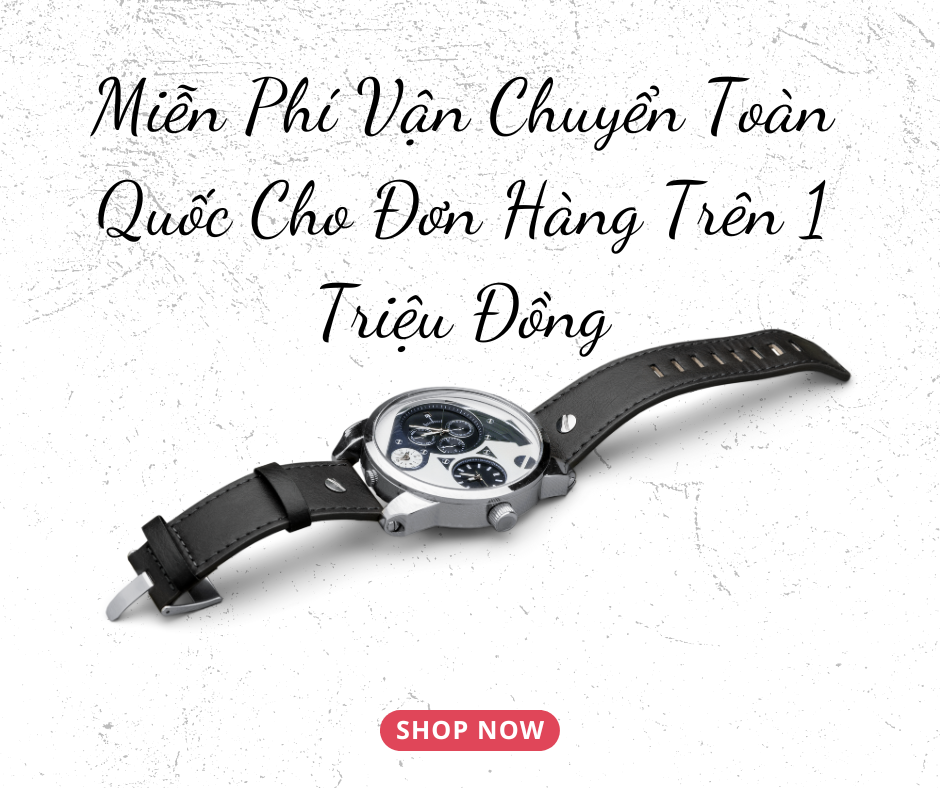 Miễn Phí Vận Chuyển Toàn
Quốc Cho Đơn Hàng Trên 1
Triệu Đồng
SHOP NOW